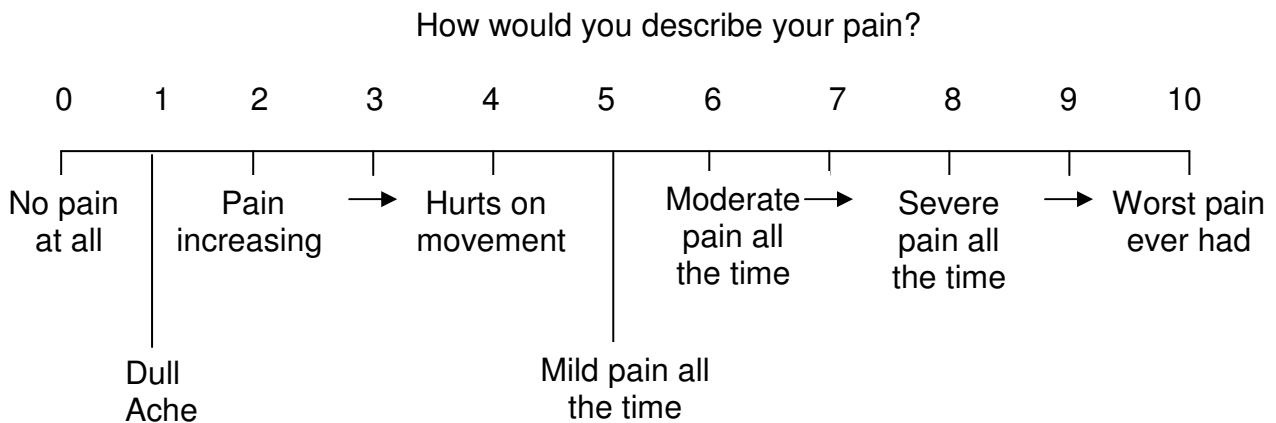 How would you describe your pain?
0 1 2 3 4 5 6 7 8 9 10
No pain
at all
Pain
increasing
Hurts on
movement
Moderate
pain all
the time
Severe
pain all
the time
Worst pain
ever had
Dull
Ache
Mild pain all
the time